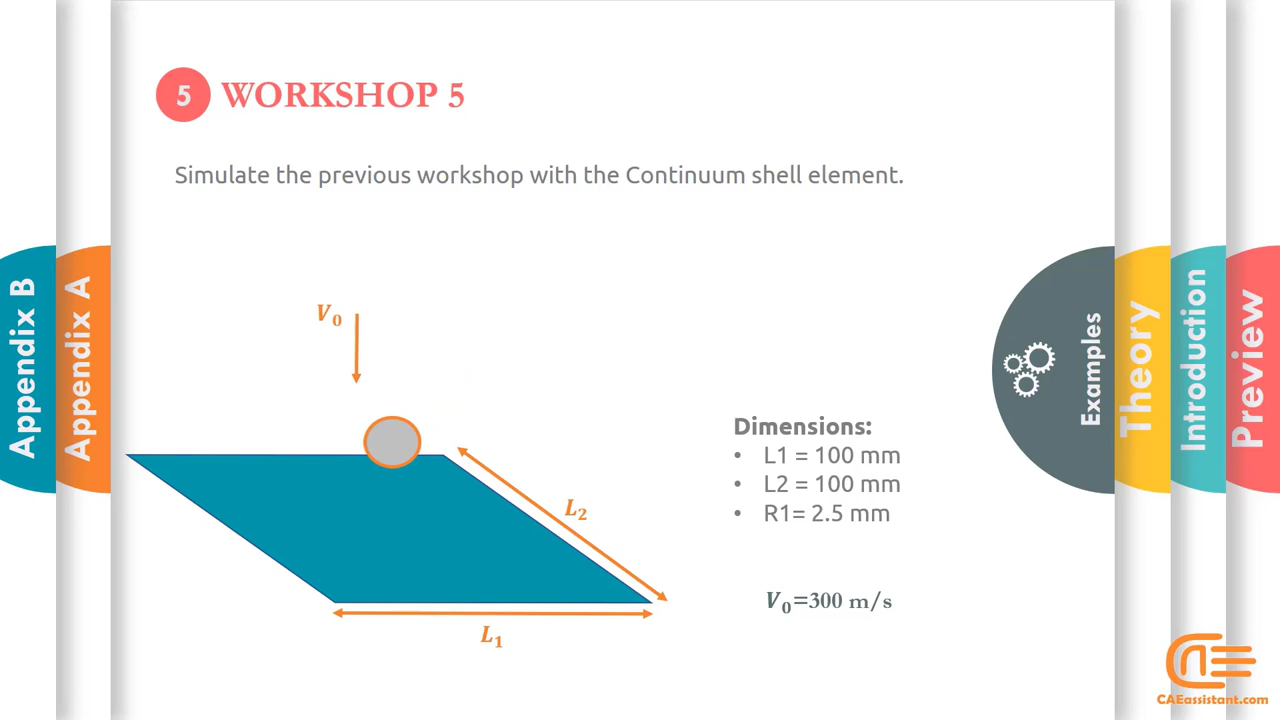 5 WORKSHOP 5
Simulate the previous workshop with the Continuum shell element.
V0
L2
L1
Dimensions:
• L1 = 100 mm
• L2 = 100 mm
• R1= 2.5 mm
V0=300 m/s
Appendix B
Appendix A
Examples
Theory
Introduction
Preview
CAEassistant.com